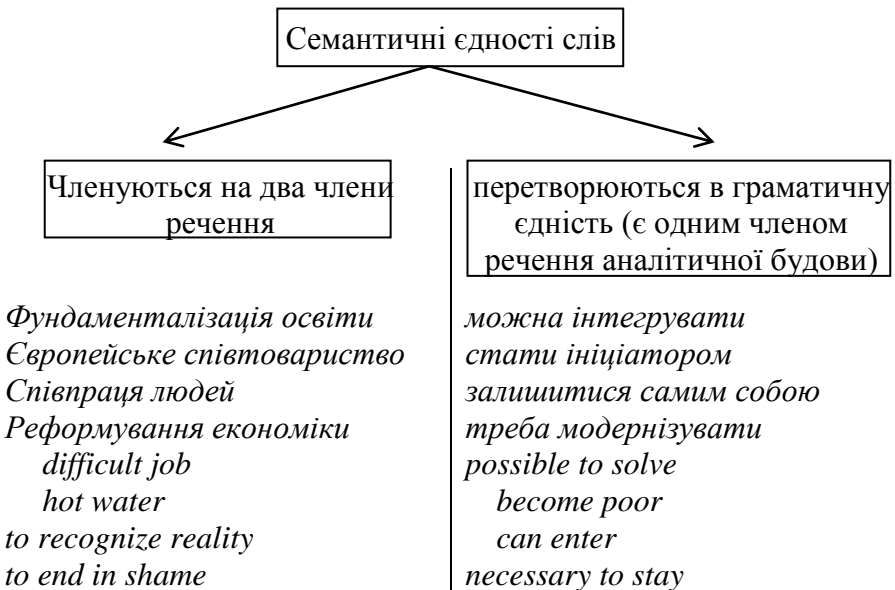 Семантичні єдності слів
Членуються на два члени
речення
перетворюються в граматичну
єдність (є одним членом
речення аналітичної будови)
Фундаменталізація освіти
Європейське співтовариство
Співпраця людей
Реформування економіки
difficult job
hot water
to recognize reality
to end in shame
можна інтегрувати
стати ініціатором
залишитися самим собою
треба модернізувати
possible to solve
become poor
can enter
necessary to stay